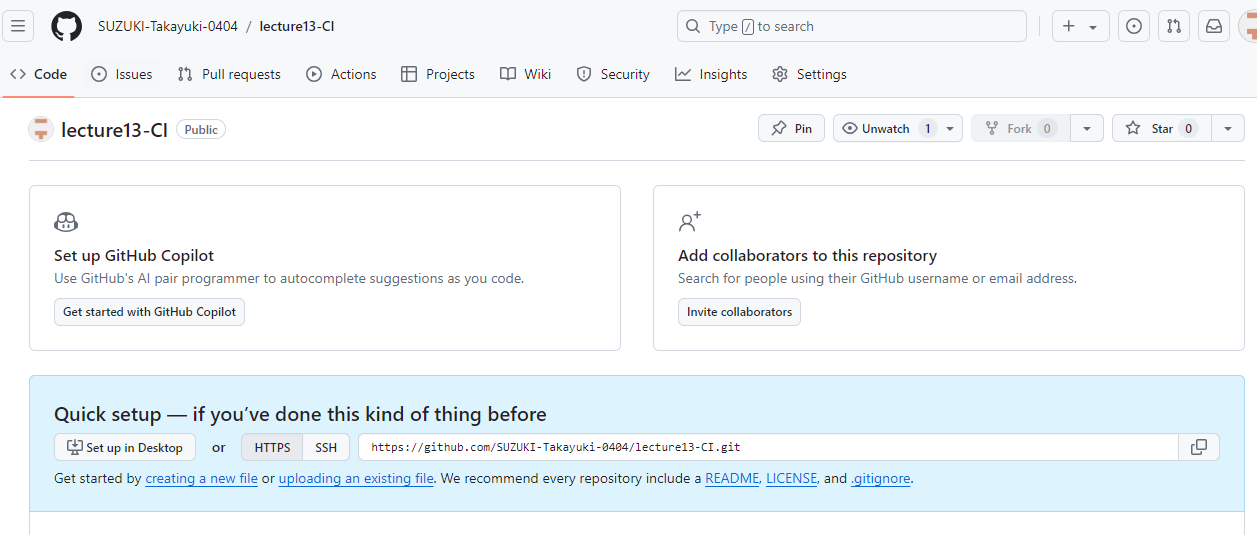 SUZUKI-Takayuki-0404 / lecture13-CI
Type / to search
Code Issues Pull requests Actions Projects Wiki Security Insights Settings
lecture13-CI Public
Pin Unwatch 1 Fork 0 Star 0
Set up GitHub Copilot
Use GitHub's AI pair programmer to autocomplete suggestions as you code.
Get started with GitHub Copilot
Add collaborators to this repository
Search for people using their GitHub username or email address.
Invite collaborators
Quick setup — if you’ve done this kind of thing before
Set up in Desktop or HTTPS SSH https://github.com/SUZUKI-Takayuki-0404/lecture13-CI.git
Get started by creating a new file or uploading an existing file. We recommend every repository include a README, LICENSE, and .gitignore.